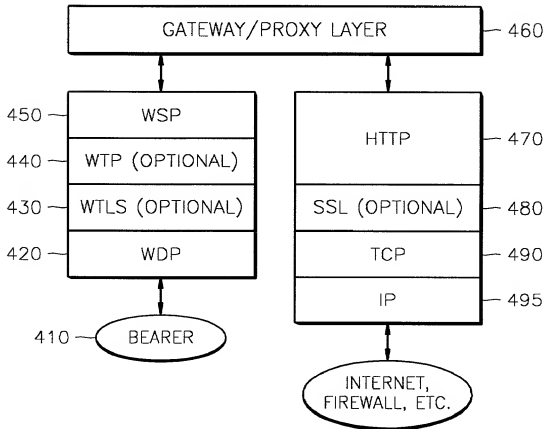 GATEWAY/PROXY LAYER
460
450
WSP
440
WTP (OPTIONAL)
430
WTLS (OPTIONAL)
420
WDP
410
BEARER
HTTP
470
SSL (OPTIONAL)
480
TCP
490
IP
495
INTERNET,
FIREWALL, ETC.